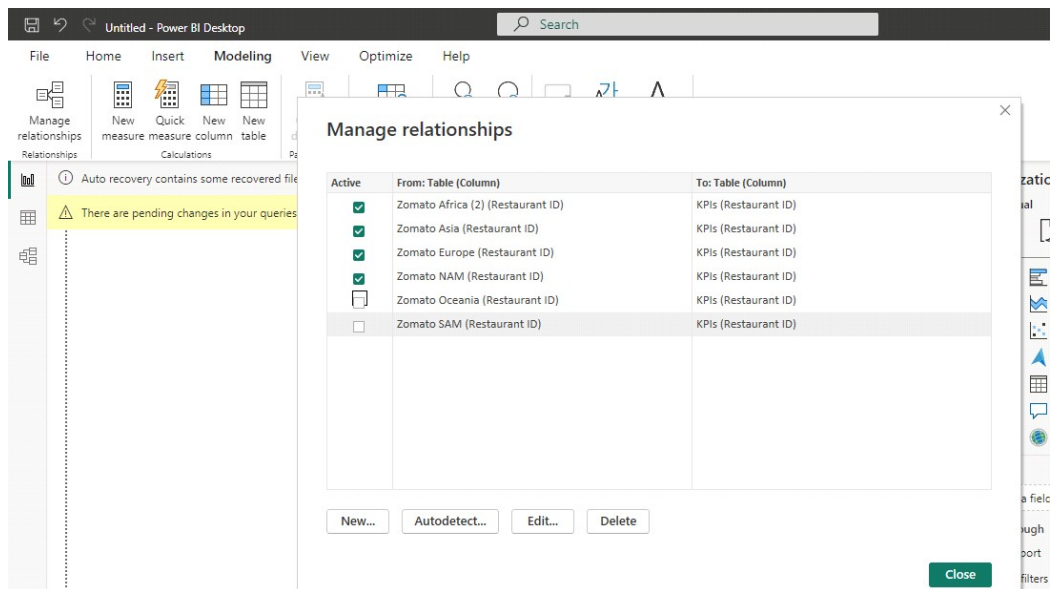 Untitled - Power BI Desktop
Search
File Home Insert Modeling View Optimize Help
Manage relationships
New measure
Quick measure
New column
New table
Relationships
Calculations
Auto recovery contains some recovered file
There are pending changes in your queries
Manage relationships
Active From: Table (Column) To: Table (Column)
Zomato Africa (2) (Restaurant ID) KPIs (Restaurant ID)
Zomato Asia (Restaurant ID) KPIs (Restaurant ID)
Zomato Europe (Restaurant ID) KPIs (Restaurant ID)
Zomato NAM (Restaurant ID) KPIs (Restaurant ID)
Zomato Oceania (Restaurant ID) KPIs (Restaurant ID)
Zomato SAM (Restaurant ID) KPIs (Restaurant ID)
New... Autodetect... Edit... Delete
Close
filters